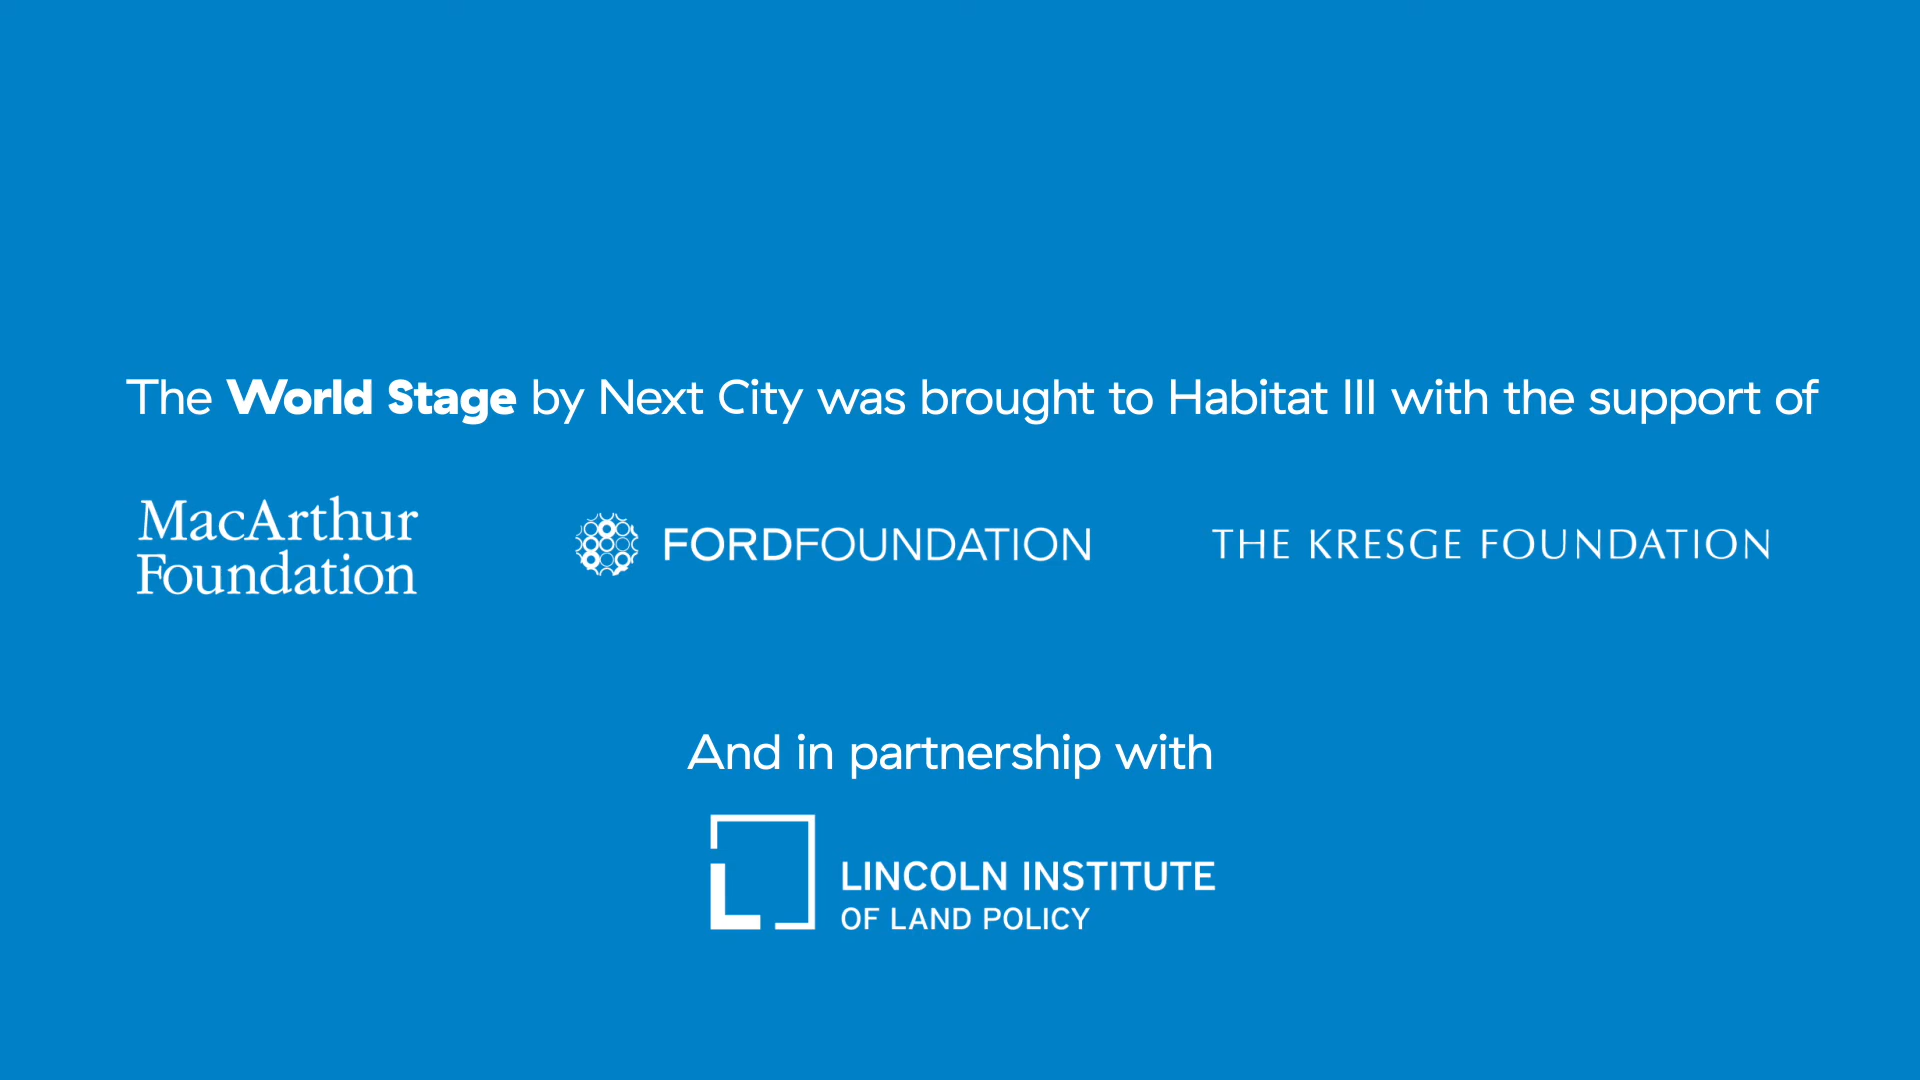 The World Stage by Next City was brought to Habitat III with the support of
MacArthur
Foundation
FORDFOUNDATION
THE KRESGE FOUNDATION
And in partnership with
LINCOLN INSTITUTE
OF LAND POLICY